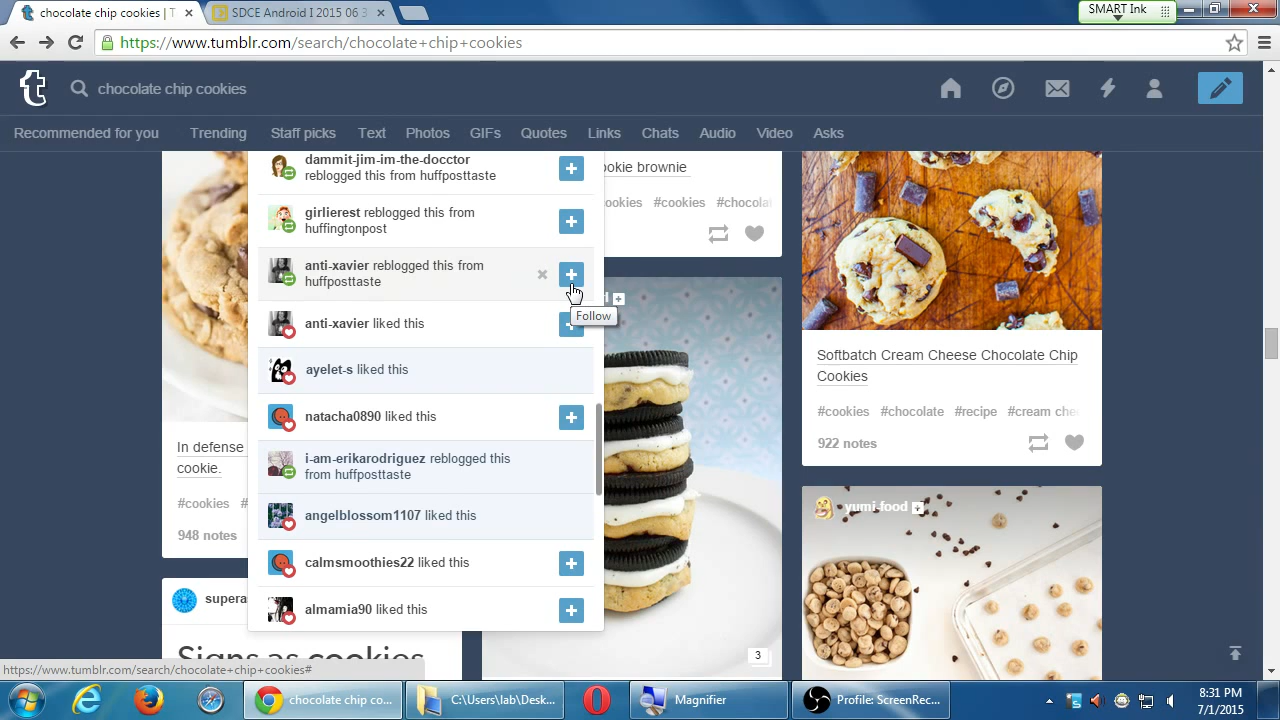 chocolate chip cookies | T
SDCE Android I 2015 06 3
SMART Ink
https://www.tumblr.com/search/chocolate+chip+cookies
chocolate chip cookies
Recommended for you Trending Staff picks Text Photos GIFs Quotes Links Chats Audio Video Asks
dammit-jim-im-the-docctor
reblogged this from huffposttaste
girlierest reblogged this from
huffingtonpost
anti-xavier reblogged this from
huffposttaste
Follow
anti-xavier liked this
ayelet-s liked this
natacha0890 liked this
i-am-erikarodriguez reblogged this
from huffposttaste
angelblossom1107 liked this
calmsmoothies22 liked this
almamia90 liked this
In defense
cookie.
#cookies #
948 notes
supera
Signs as cookies
ookie brownie
ookies #cookies #chocola
d
3
Softbatch Cream Cheese Chocolate Chip
Cookies
#cookies #chocolate #recipe #cream che
922 notes
yumi-food
https://www.tumblr.com/search/chocolate+chip+cookies#
chocolate chip co...
C:\Users\lab\Desk...
Magnifier
Profile: ScreenRec...
8:31 PM
7/1/2015